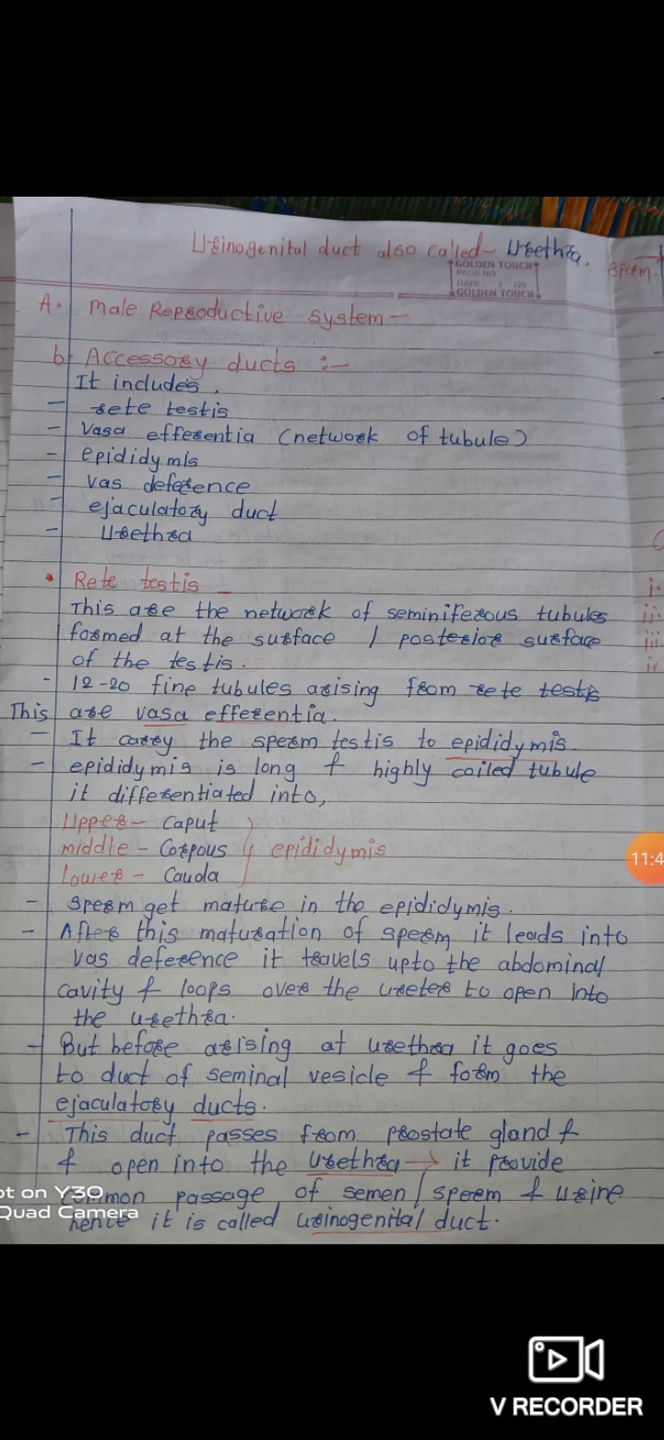 Urinogenital duct also called - Urethra.
sperm.
GOLDEN TOUCH
PAGE NO.
DATE: / /20
GOLDEN TOUCH
A. Male Reproductive system -
b) Accessory ducts :-
It includes,
- rete testis
- Vasa efferentia (network of tubule)
- epididymis
- vas deference
- ejaculatory duct
- Urethra
• Rete testis -
This are the network of seminiferous tubules
formed at the surface / posterior surface
of the testis.
- 12-20 fine tubules arising from rete testis
This are vasa efferentia.
- It carry the sperm testis to epididymis.
- epididymis is long & highly coiled tubule
it differentiated into,
Upper - Caput
middle - Corpous } epididymis
lower - Cauda
- sperm get mature in the epididymis.
- After this maturation of sperm it leads into
vas deference it travels upto the abdominal
cavity & loops over the ureter to open into
the urethra.
- But before arising at urethra it goes
to duct of seminal vesicle & form the
ejaculatory ducts.
- This duct passes from prostate gland &
& open into the Urethra → it provide
common passage of semen / sperm & urine
hence it is called urinogenital duct.
i.
ii.
iii.
iv
11:4
ot on Y30
Quad Camera
V RECORDER